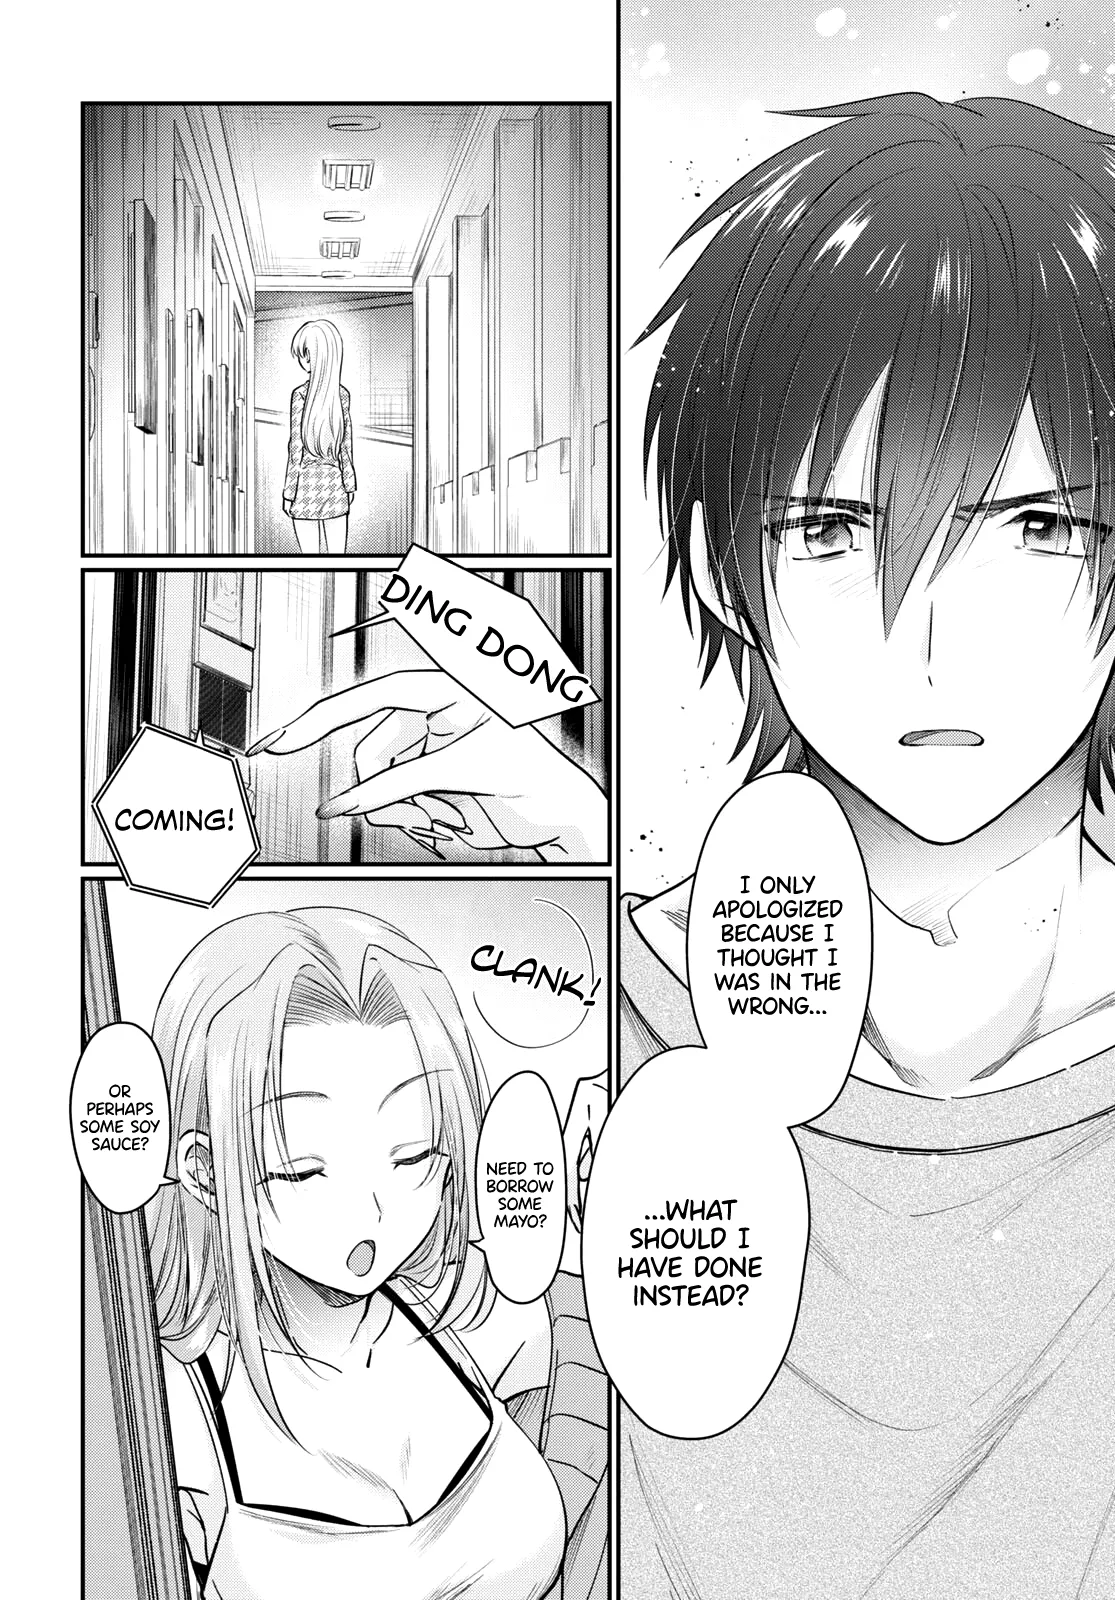 I ONLY
APOLOGIZED
BECAUSE I
THOUGHT I
WAS IN THE
WRONG...
...WHAT
SHOULD I
HAVE DONE
INSTEAD?
DING DONG
COMING!
CLANK!
NEED TO
BORROW
SOME
MAYO?
OR
PERHAPS
SOME SOY
SAUCE?